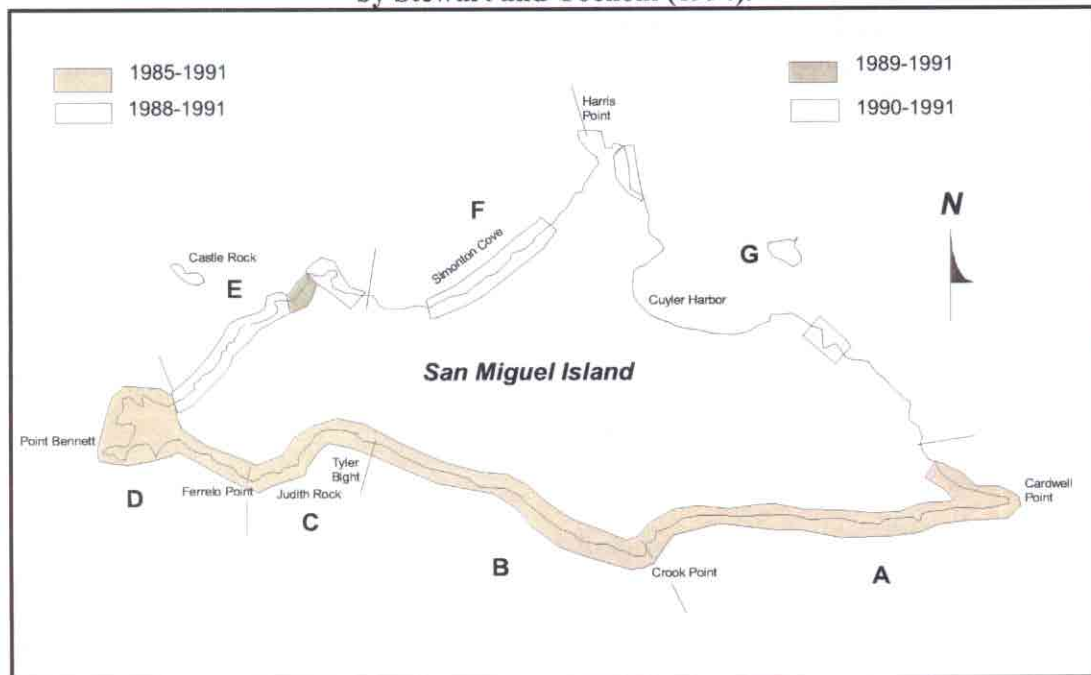 1985-1991
1988-1991
1989-1991
1990-1991
Harris
Point
F
N
Simonton Cove
G
Castle Rock
E
Cuyler Harbor
San Miguel Island
Point Bennett
Tyler
Bight
Cardwell
Point
D
Ferrelo Point
Judith Rock
C
B
Crook Point
A